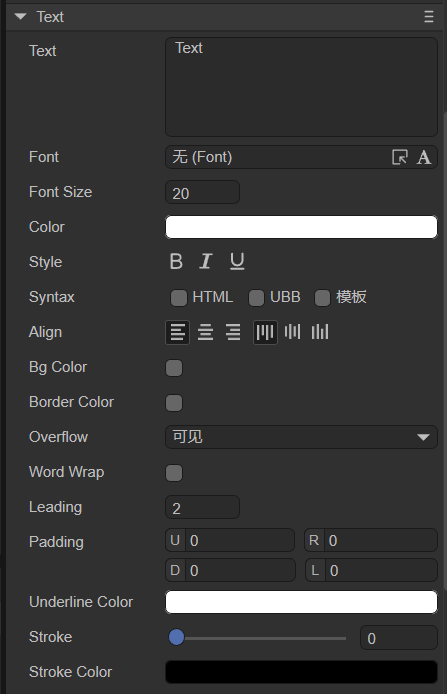 Text
Text Text
Font 无 (Font)
Font Size 20
Color
Style B I U
Syntax HTML UBB 模板
Align
Bg Color
Border Color
Overflow 可见
Word Wrap
Leading 2
Padding U 0 R 0
D 0 L 0
Underline Color
Stroke 0
Stroke Color